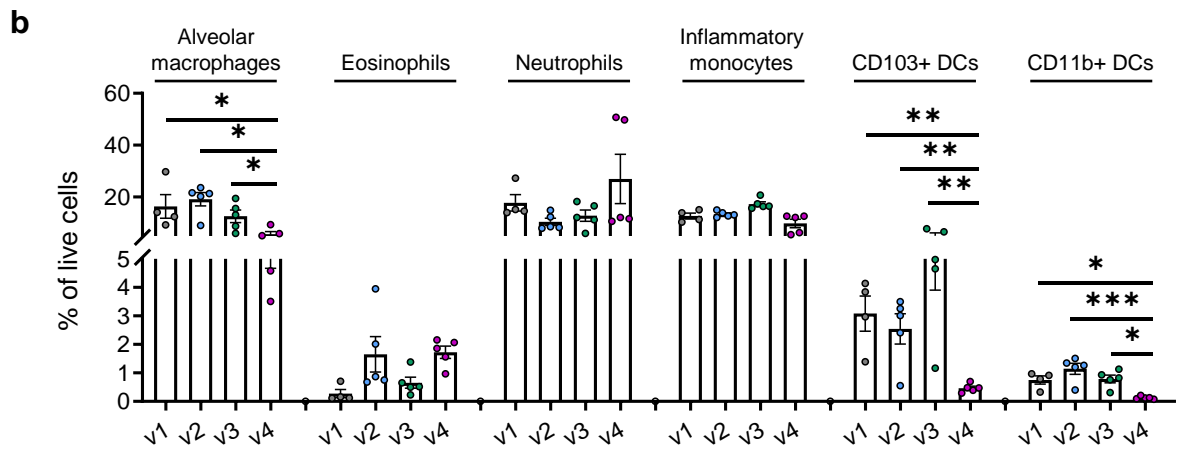 b
Alveolar
macrophages
Eosinophils
Neutrophils
Inflammatory
monocytes
CD103+ DCs
CD11b+ DCs
% of live cells
60
40
20
5
4
3
2
1
0
*
*
*
**
**
**
*
***
*
v1 v2 v3 v4 v1 v2 v3 v4 v1 v2 v3 v4 v1 v2 v3 v4 v1 v2 v3 v4 v1 v2 v3 v4